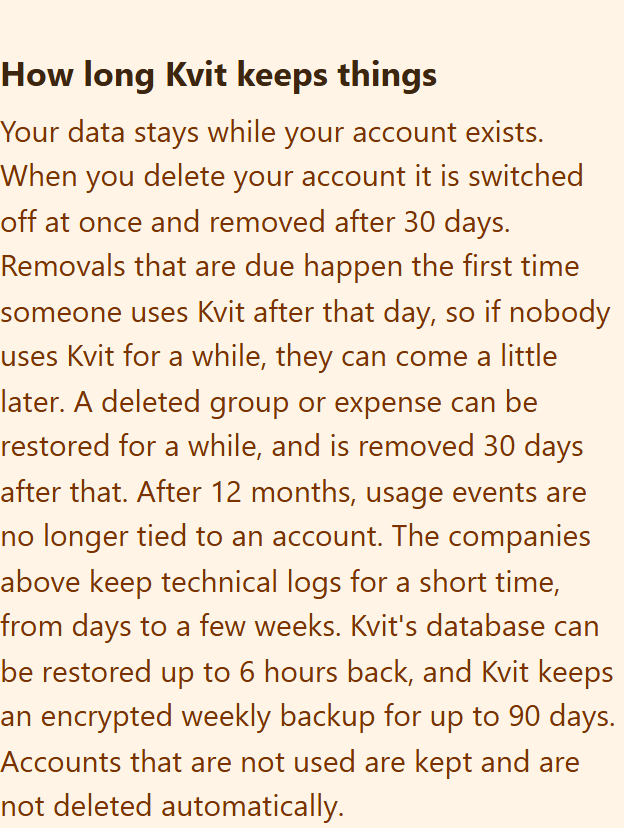 How long Kvit keeps things
Your data stays while your account exists.
When you delete your account it is switched
off at once and removed after 30 days.
Removals that are due happen the first time
someone uses Kvit after that day, so if nobody
uses Kvit for a while, they can come a little
later. A deleted group or expense can be
restored for a while, and is removed 30 days
after that. After 12 months, usage events are
no longer tied to an account. The companies
above keep technical logs for a short time,
from days to a few weeks. Kvit's database can
be restored up to 6 hours back, and Kvit keeps
an encrypted weekly backup for up to 90 days.
Accounts that are not used are kept and are
not deleted automatically.